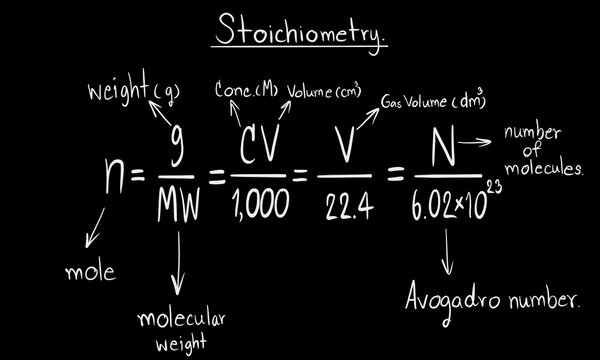 Stoichiometry.
weight (g)
Conc. (M)
Volume (cm³)
Gas Volume (dm³)
n = g/MW = CV/1,000 = V/22.4 = N/6.02×10²³
number
of
molecules.
mole
molecular
weight
Avogadro number.